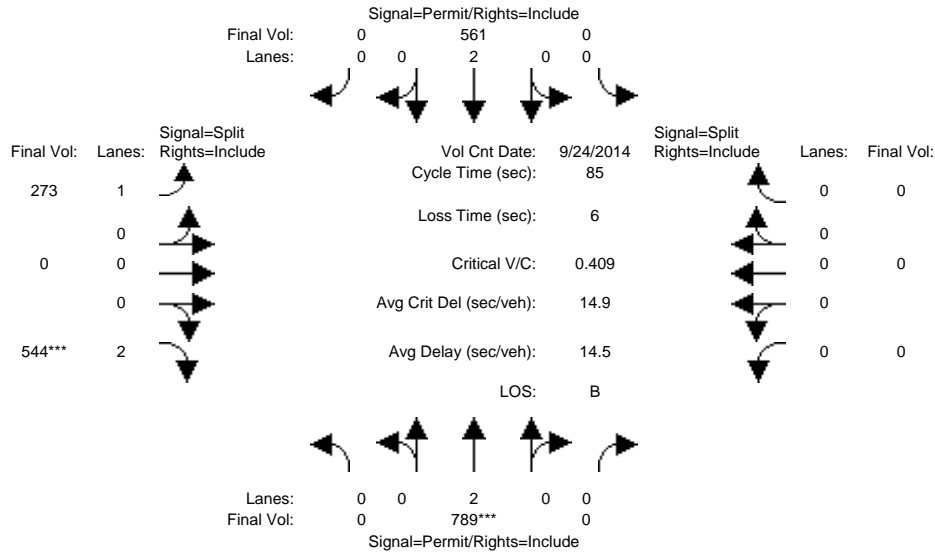 Signal=Permit/Rights=Include
Final Vol: 0 561 0
Lanes: 0 0 2 0 0
Signal=Split Signal=Split
Final Vol: Lanes: Rights=Include Vol Cnt Date: 9/24/2014 Rights=Include Lanes: Final Vol:
Cycle Time (sec): 85
273 1 0 0
Loss Time (sec): 6
0 0
0 0 Critical V/C: 0.409 0 0
0 Avg Crit Del (sec/veh): 14.9 0
544*** 2 Avg Delay (sec/veh): 14.5 0 0
LOS: B
Lanes: 0 0 2 0 0
Final Vol: 0 789*** 0
Signal=Permit/Rights=Include